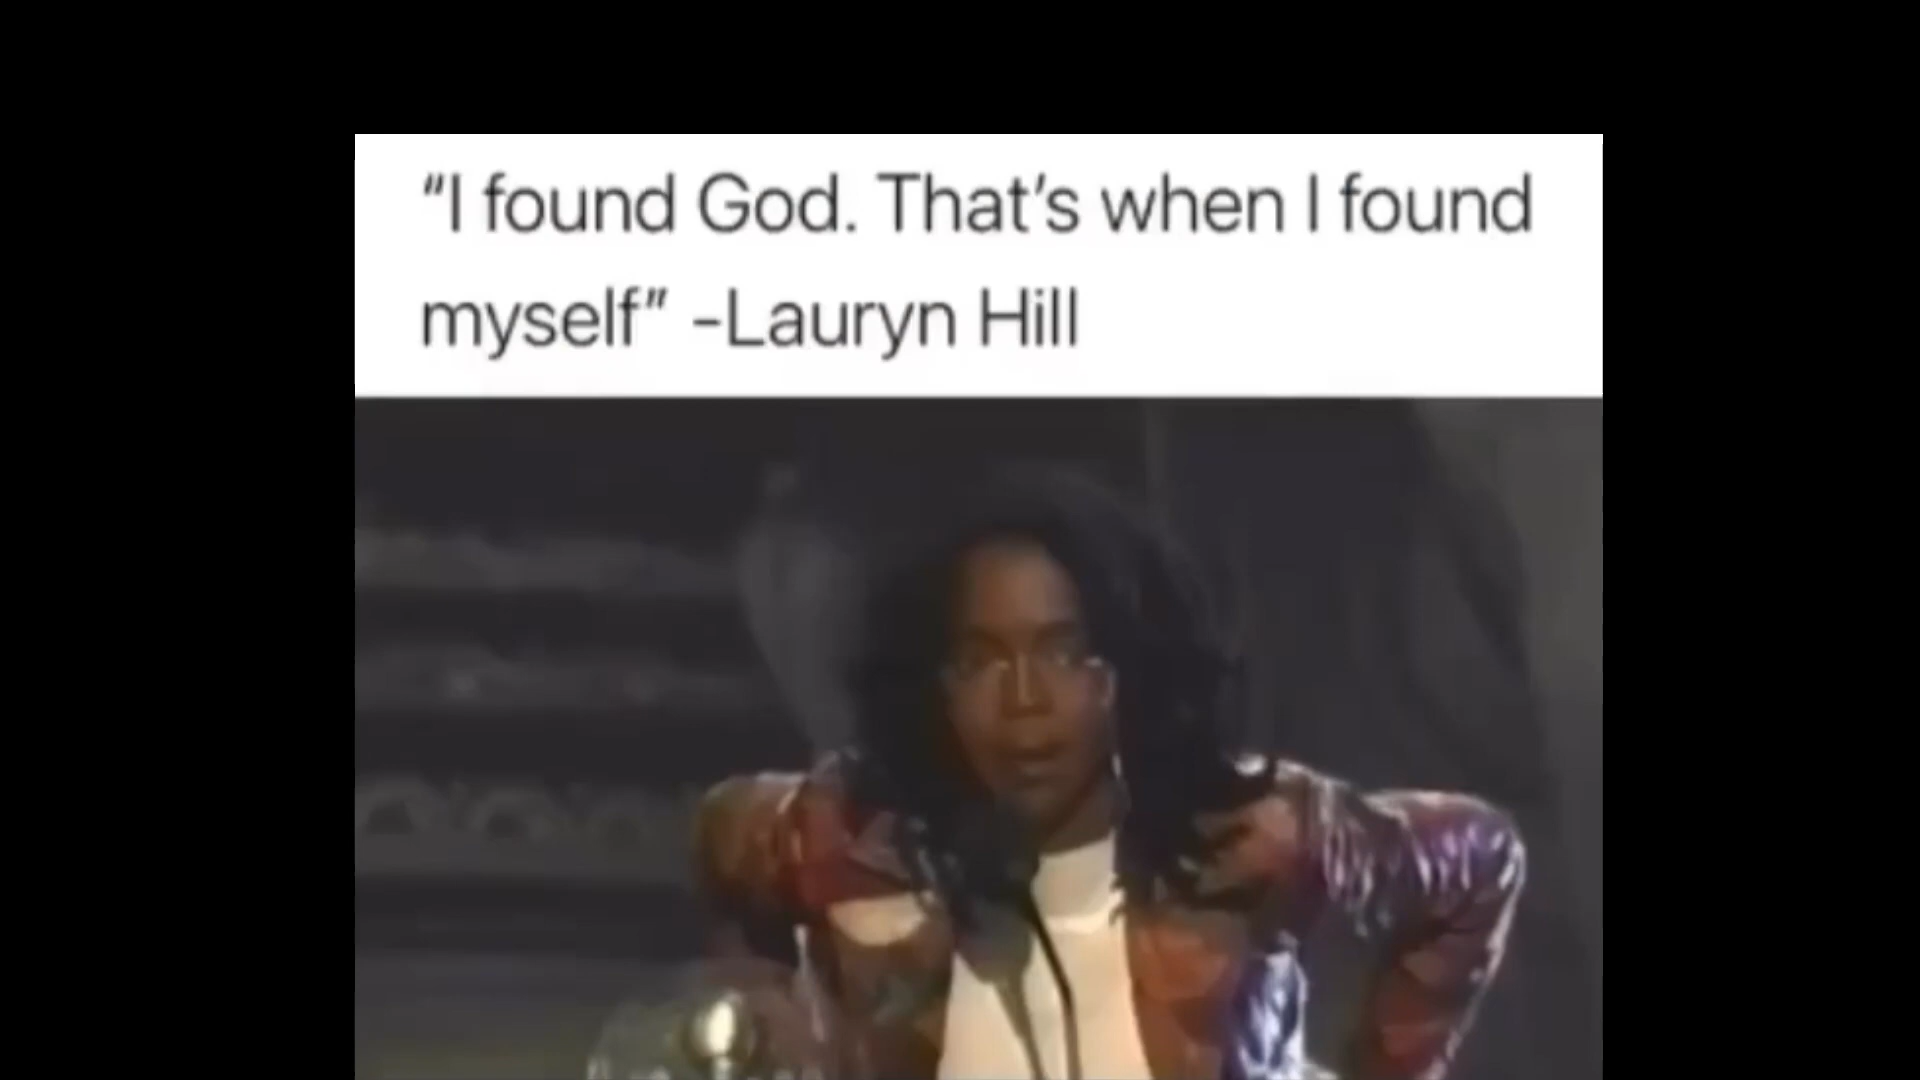 “I found God. That’s when I found
myself” -Lauryn Hill